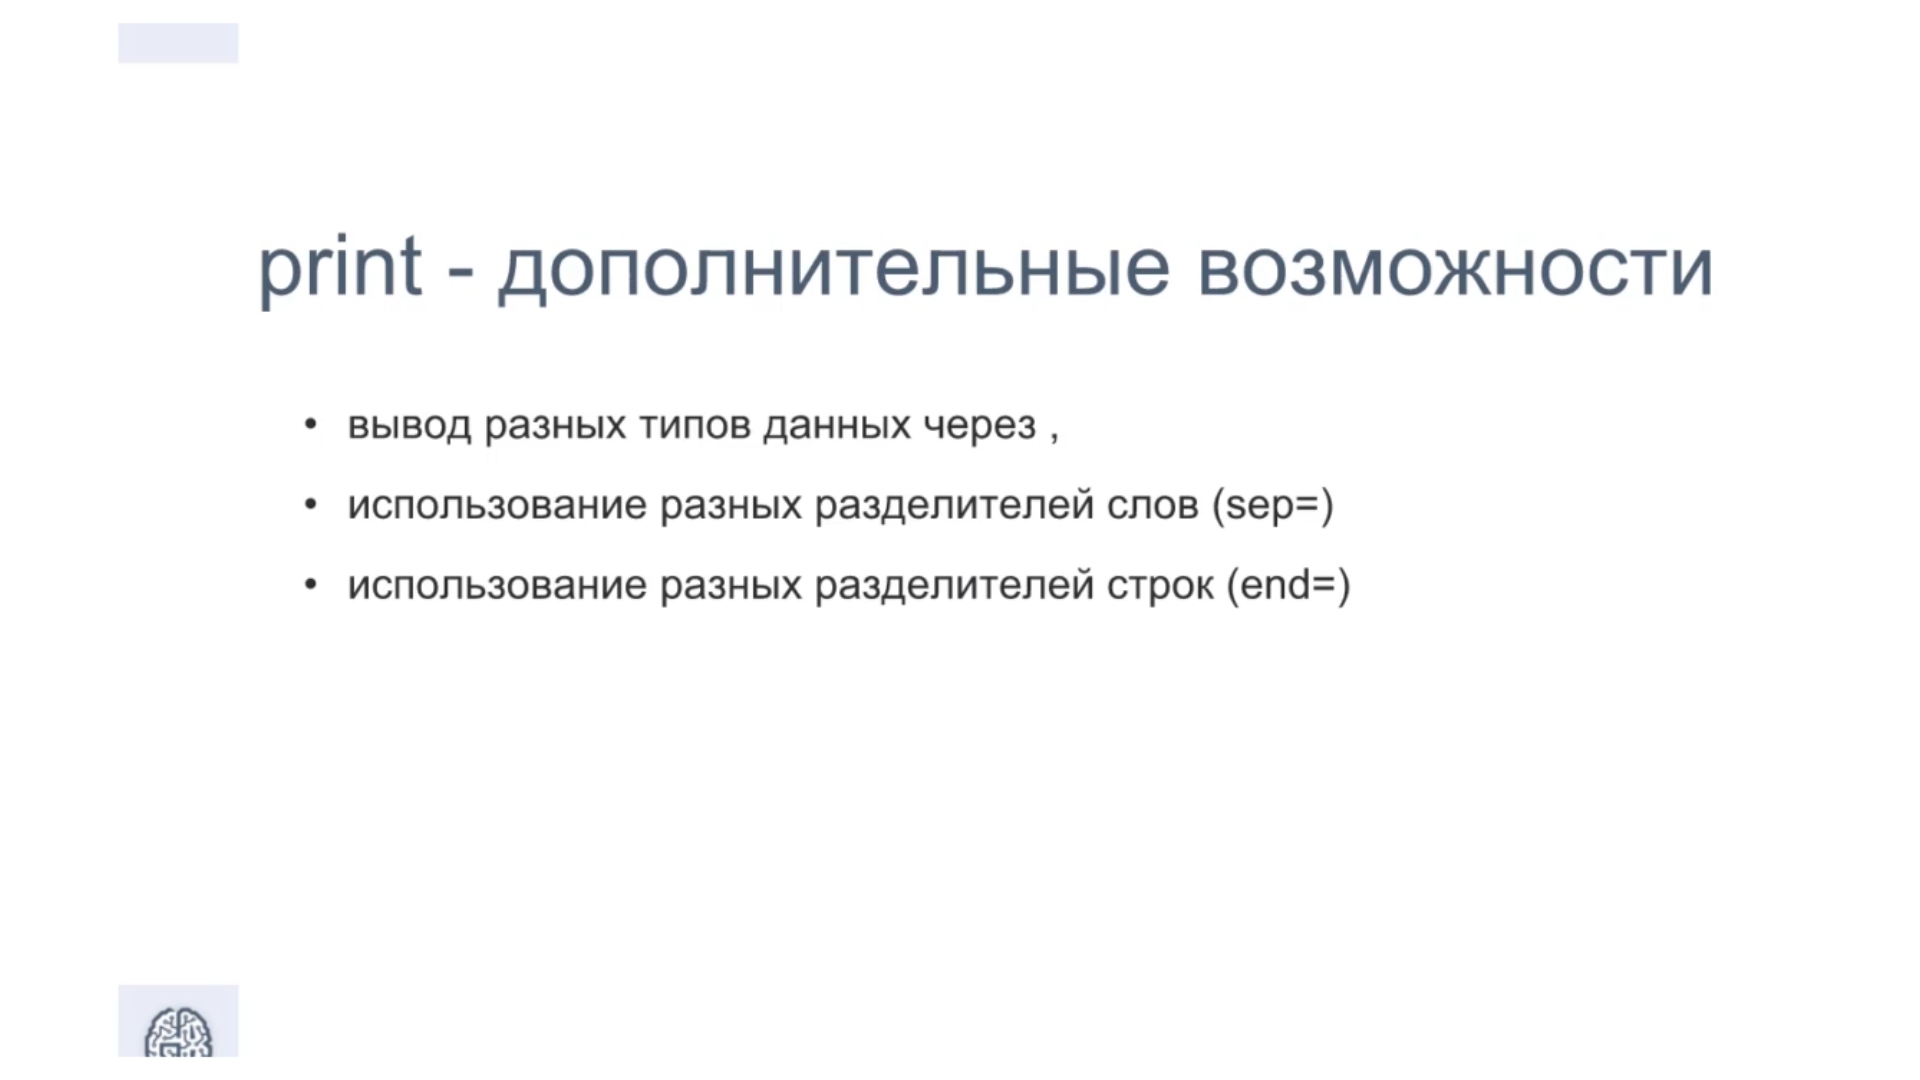 print - дополнительные возможности
• вывод разных типов данных через ,
• использование разных разделителей слов (sep=)
• использование разных разделителей строк (end=)